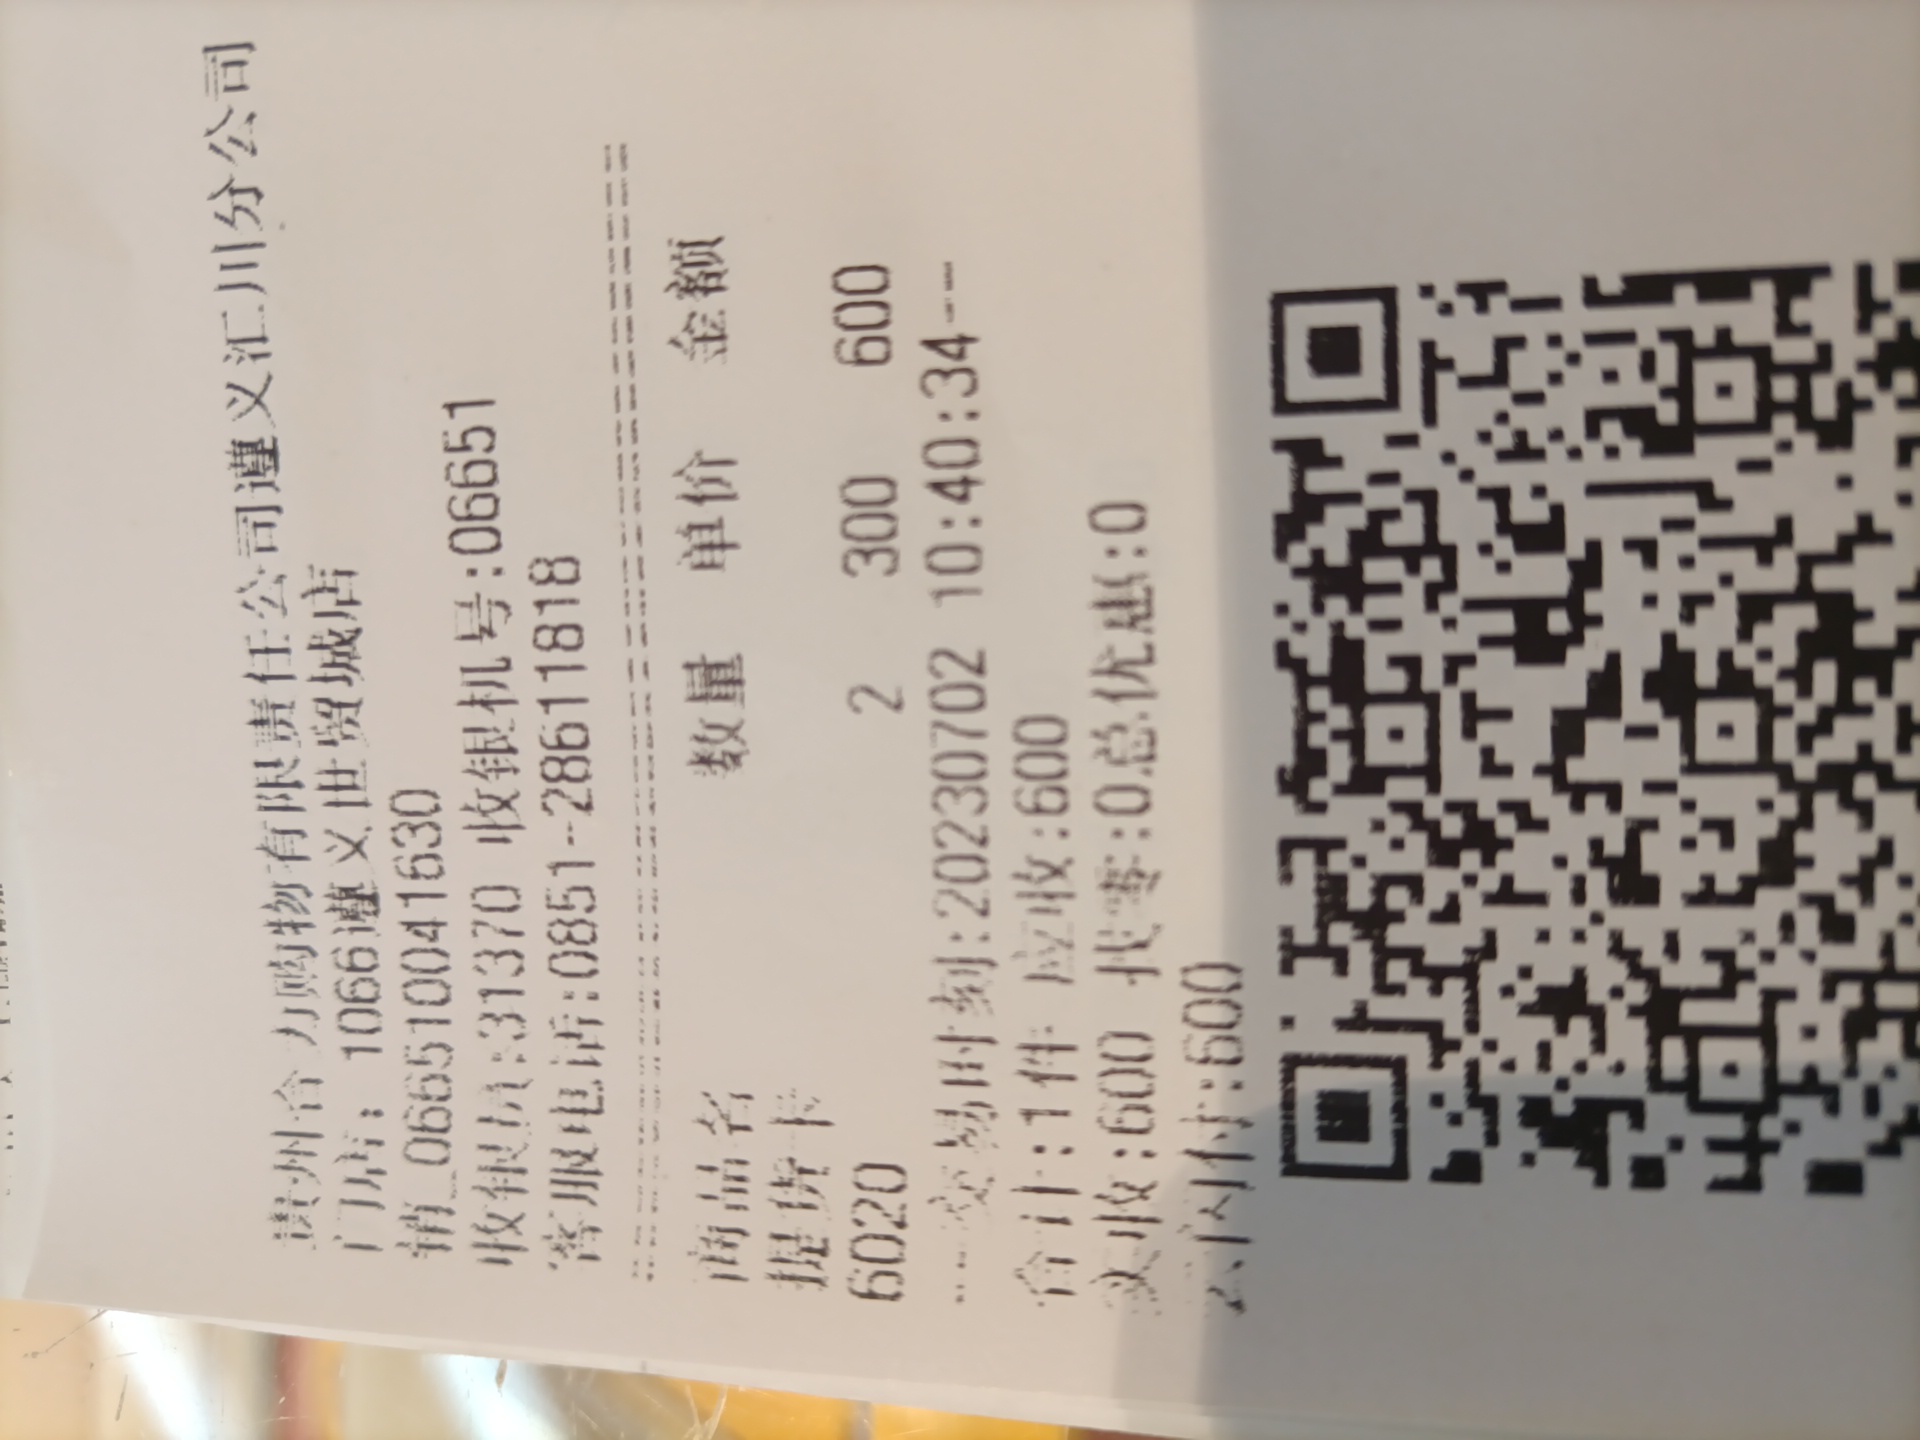 贵州合力购物有限责任公司遵义汇川分公司
门店: 1066遵义世贸城店
销_066510041630
收银员:31370 收银机号:06651
客服电话:0851-28611818
商品名 数量 单价 金额
提货卡
6020 2 300 600
---交易时刻:20230702 10:40:34--
合计:1件 应收:600
实收:600 找零:0总优惠:0
云闪付:600